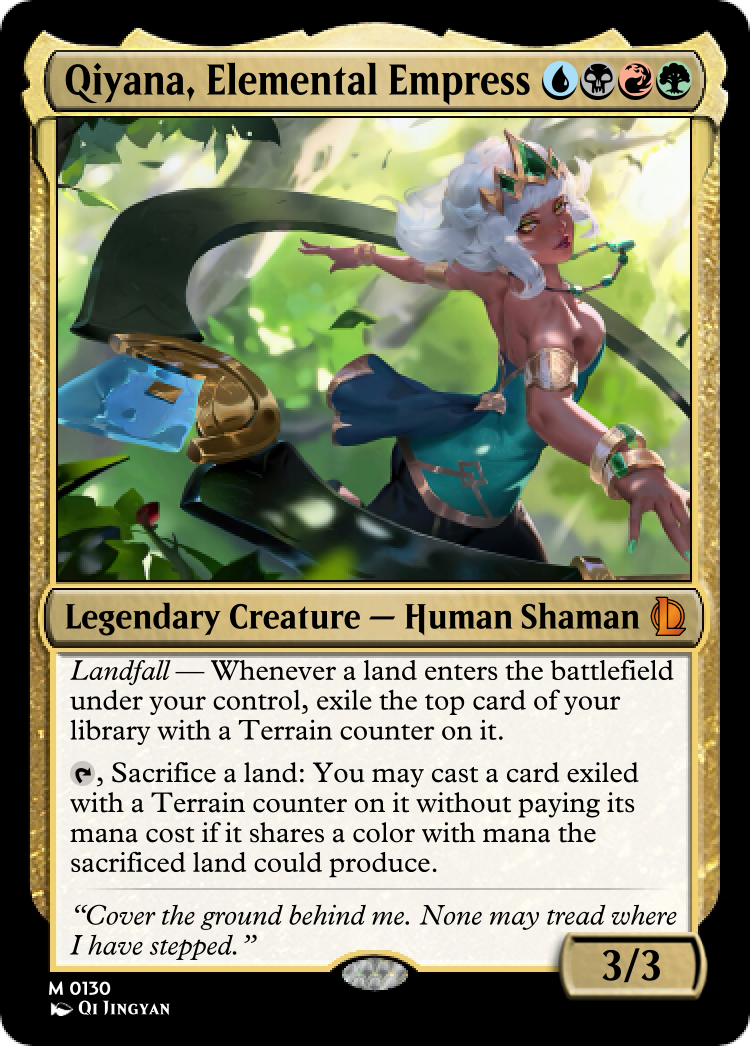 Qiyana, Elemental Empress
Legendary Creature — Human Shaman
Landfall — Whenever a land enters the battlefield
under your control, exile the top card of your
library with a Terrain counter on it.
, Sacrifice a land: You may cast a card exiled
with a Terrain counter on it without paying its
mana cost if it shares a color with mana the
sacrificed land could produce.
“Cover the ground behind me. None may tread where
I have stepped.”
3/3
M 0130
Qi Jingyan